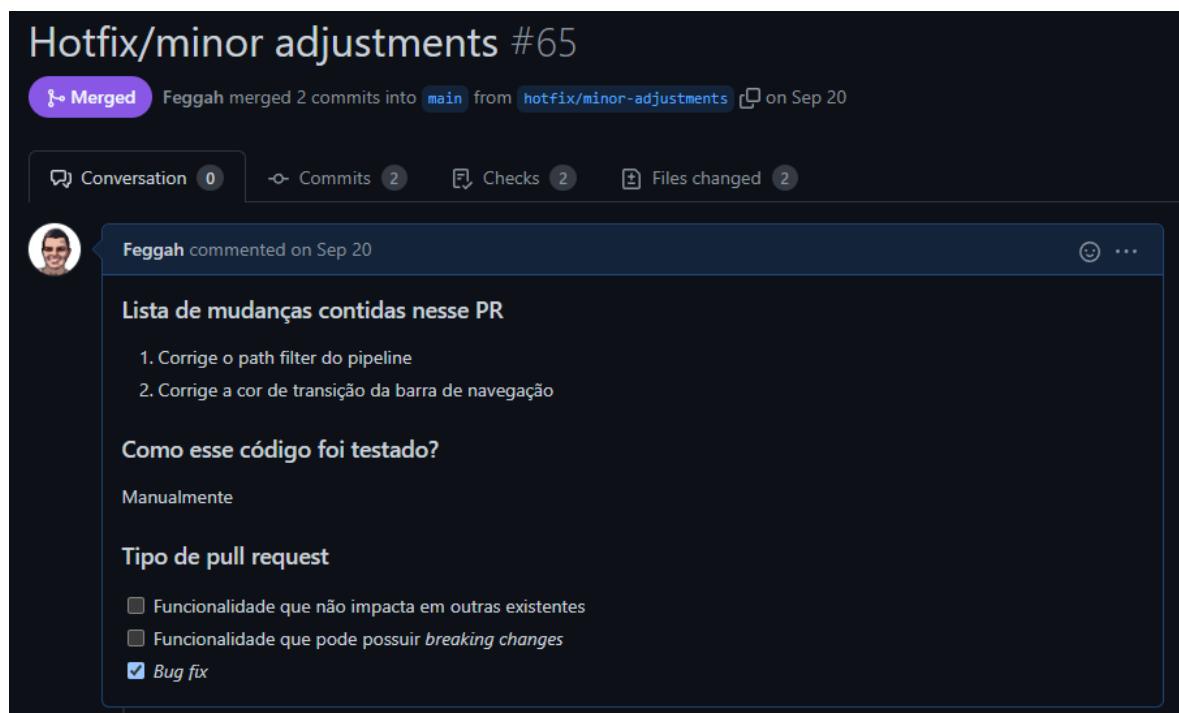 Hotfix/minor adjustments #65
Merged Feggah merged 2 commits into main from hotfix/minor-adjustments on Sep 20
Conversation 0 Commits 2 Checks 2 Files changed 2
Feggah commented on Sep 20
Lista de mudanças contidas nesse PR
1. Corrige o path filter do pipeline
2. Corrige a cor de transição da barra de navegação
Como esse código foi testado?
Manualmente
Tipo de pull request
Funcionalidade que não impacta em outras existentes
Funcionalidade que pode possuir breaking changes
Bug fix